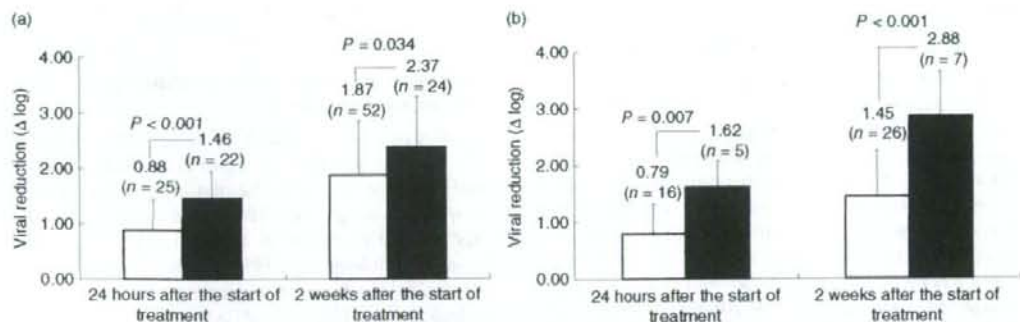 (a)
Viral reduction (Δ log)
4.00
3.00
2.00
1.00
0.00
P < 0.001
0.88
(n = 25)
1.46
(n = 22)
P = 0.034
1.87
(n = 52)
2.37
(n = 24)
24 hours after the start of
treatment
2 weeks after the start of
treatment
(b)
Viral reduction (Δ log)
4.00
3.00
2.00
1.00
0.00
P = 0.007
0.79
(n = 16)
1.62
(n = 5)
P < 0.001
1.45
(n = 26)
2.88
(n = 7)
24 hours after the start of
treatment
2 weeks after the start of
treatment